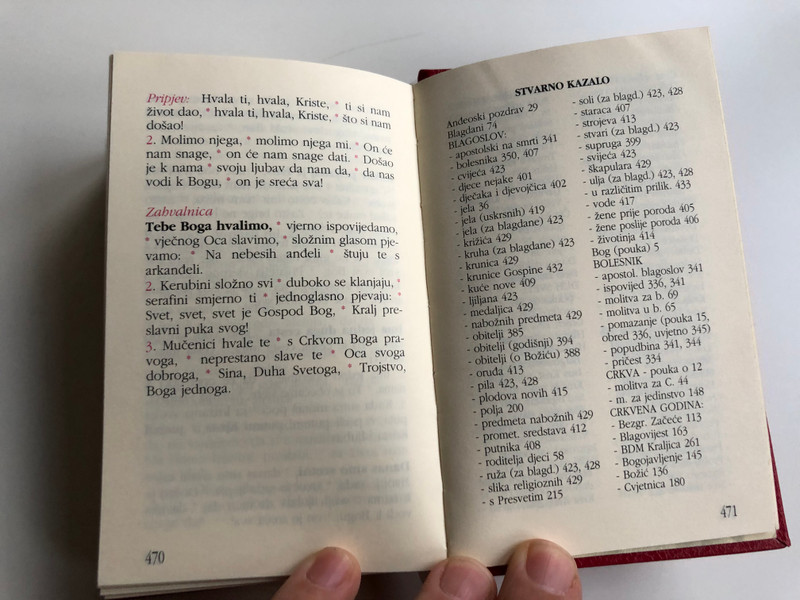 Pripjev: Hvala ti, hvala, Kriste, * ti si nam
život dao, * hvala ti, hvala, Kriste, * što si nam
došao!
2. Molimo njega, * molimo njega mi. * On će
nam snage, * on će nam snage dati. * Došao
je k nama * svoju ljubav da nam da, * da nas
vodi k Bogu, * on je sreća sva!
Zahvalnica
Tebe Boga hvalimo, * vjerno ispovijedamo,
* vječnog Oca slavimo, * složnim glasom pje-
vamo: * Na nebesih anđeli * štuju te s
arkanđeli.
2. Kerubini složno svi * duboko se klanjaju, *
serafini smjerno ti * jednoglasno pjevaju: *
Svet, svet, svet je Gospod Bog, * Kralj pre-
slavni puka svog!
3. Mučenici hvale te * s Crkvom Boga pra-
voga, * neprestano slave te * Oca svoga
dobroga, * Sina, Duha Svetoga, * Trojstvo,
Boga jednoga.
470
STVARNO KAZALO
Anđeoski pozdrav 29
Blagdani 74
BLAGOSLOV:
- apostolski na smrti 341
- bolesnika 350, 407
- cvijeća 423
- djece nejake 401
- dječaka i djevojčica 402
- jela 36
- jela (uskrsnih) 419
- jela (za blagdane) 423
- križića 429
- kruha (za blagdane) 423
- krunica 429
- krunice Gospine 432
- kuće nove 409
- ljiljana 423
- medaljica 429
- nabožnih predmeta 429
- obitelji 385
- obitelji (godišnji) 394
- obitelji (o Božiću) 388
- oruđa 413
- pila 423, 428
- plodova novih 415
- polja 200
- predmeta nabožnih 429
- promet. sredstava 412
- putnika 408
- roditelja djeci 58
- ruža (za blagd.) 423, 428
- slika religioznih 429
- s Presvetim 215
- soli (za blagd.) 423, 428
- staraca 407
- strojeva 413
- stvari (za blagd.) 423
- supruga 399
- svijeća 423
- škapulara 429
- ulja (za blagd.) 423, 428
- u različitim prilik. 433
- vode 417
- žene prije poroda 405
- žene poslije poroda 406
- životinja 414
Bog (pouka) 5
BOLESNIK
- apostol. blagoslov 341
- ispovijed 336, 341
- molitva za b. 69
- molitva u b. 65
- pomazanje (pouka 15,
obred 336, uvjetno 345)
- popudbina 341, 344
- pričest 334
CRKVA - pouka o 12
- molitva za C. 44
- m. za jedinstvo 148
CRKVENA GODINA:
- Bezgr. Začeće 113
- Blagovijest 163
- BDM Kraljica 261
- Bogojavljenje 145
- Božić 136
- Cvjetnica 180
471